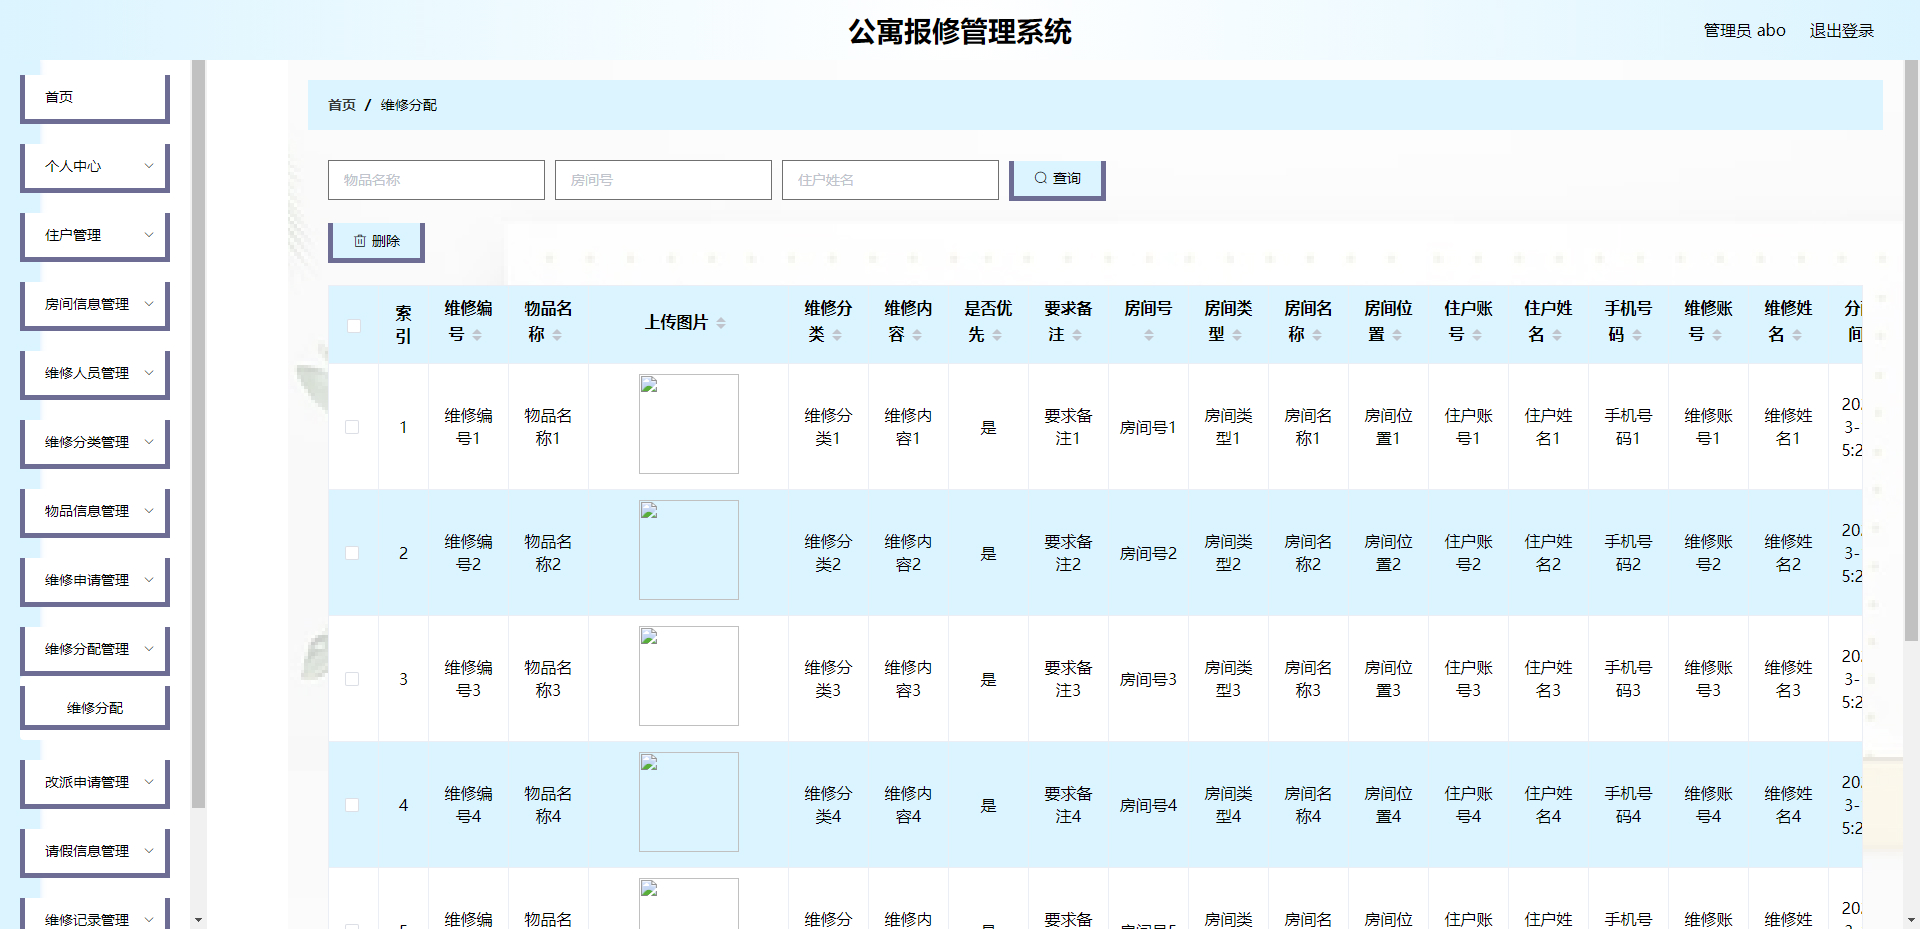 公寓报修管理系统
管理员 abo 退出登录
首页
个人中心
住户管理
房间信息管理
维修人员管理
维修分类管理
物品信息管理
维修申请管理
维修分配管理
维修分配
改派申请管理
请假信息管理
维修记录管理
首页 / 维修分配
物品名称 房间号 住户姓名 查询
删除
索引 维修编号 物品名称 上传图片 维修分类 维修内容 是否优先 要求备注 房间号 房间类型 房间名称 房间位置 住户账号 住户姓名 手机号码 维修账号 维修姓名
1 维修编号1 物品名称1 维修分类1 维修内容1 是 要求备注1 房间号1 房间类型1 房间名称1 房间位置1 住户账号1 住户姓名1 手机号码1 维修账号1 维修姓名1 20 3- 5:2
2 维修编号2 物品名称2 维修分类2 维修内容2 是 要求备注2 房间号2 房间类型2 房间名称2 房间位置2 住户账号2 住户姓名2 手机号码2 维修账号2 维修姓名2 20 3- 5:2
3 维修编号3 物品名称3 维修分类3 维修内容3 是 要求备注3 房间号3 房间类型3 房间名称3 房间位置3 住户账号3 住户姓名3 手机号码3 维修账号3 维修姓名3 20 3- 5:2
4 维修编号4 物品名称4 维修分类4 维修内容4 是 要求备注4 房间号4 房间类型4 房间名称4 房间位置4 住户账号4 住户姓名4 手机号码4 维修账号4 维修姓名4 20 3- 5:2
维修编 物品名 维修分 维修内 要求备 房间类 房间名 房间位 住户账 住户姓 手机号 维修账 维修姓 20